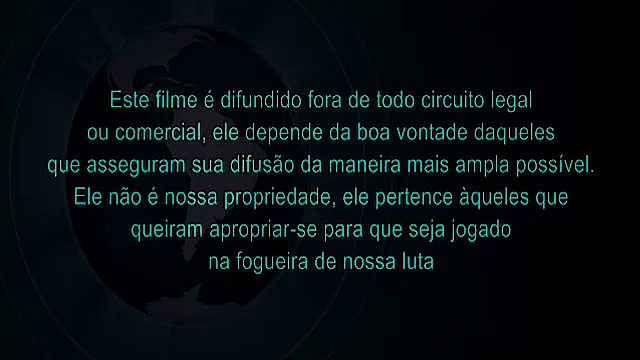 Este filme é difundido fora de todo circuito legal
ou comercial, ele depende da boa vontade daqueles
que asseguram sua difusão da maneira mais ampla possível.
Ele não é nossa propriedade, ele pertence àqueles que
queiram apropriar-se para que seja jogado
na fogueira de nossa luta